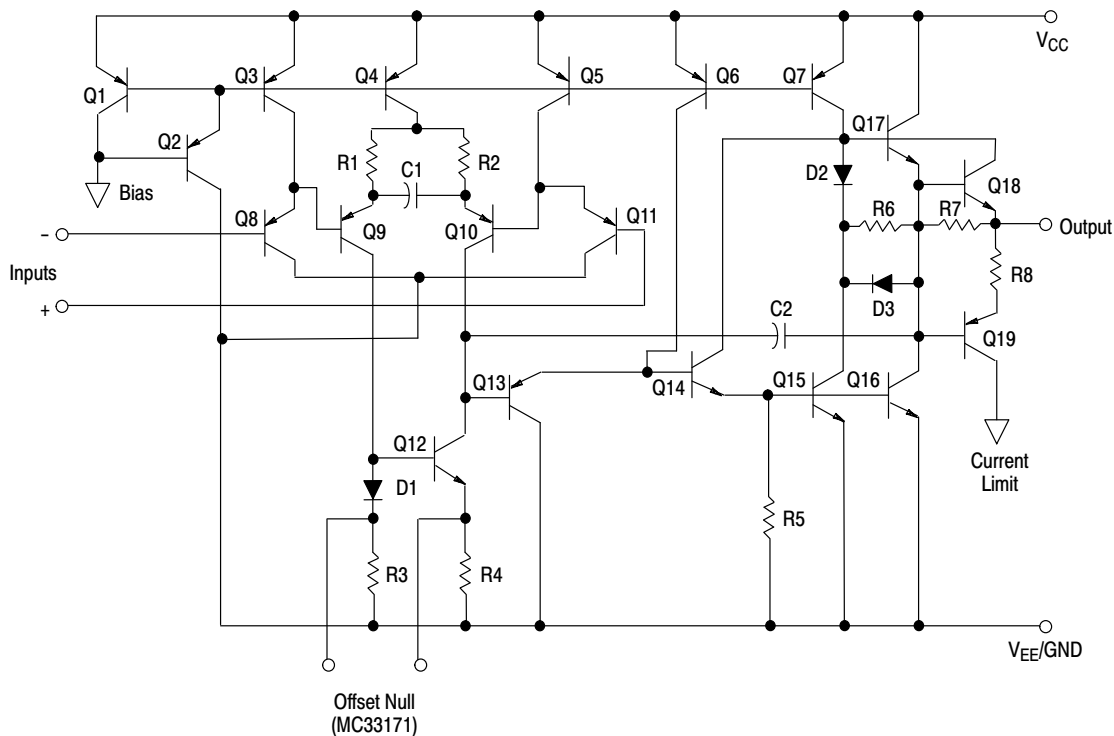 V_CC
Q3
Q4
Q5
Q6
Q7
Q1
Q2
Q17
R1
C1
R2
D2
Q18
Bias
R6
R7
Q8
Q9
Q10
Q11
Output
−
Inputs
R8
+
D3
C2
Q19
Q13
Q14
Q15
Q16
Q12
D1
Current
Limit
R5
R3
R4
V_EE/GND
Offset Null
(MC33171)